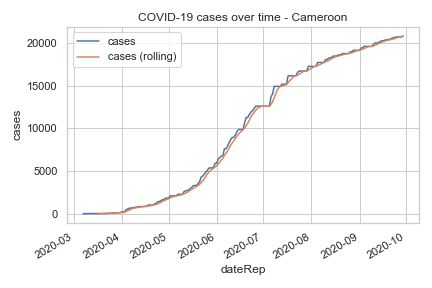 COVID-19 cases over time - Cameroon
cases
cases (rolling)
20000
15000
10000
5000
0
cases
2020-03
2020-04
2020-05
2020-06
2020-07
2020-08
2020-09
2020-10
dateRep